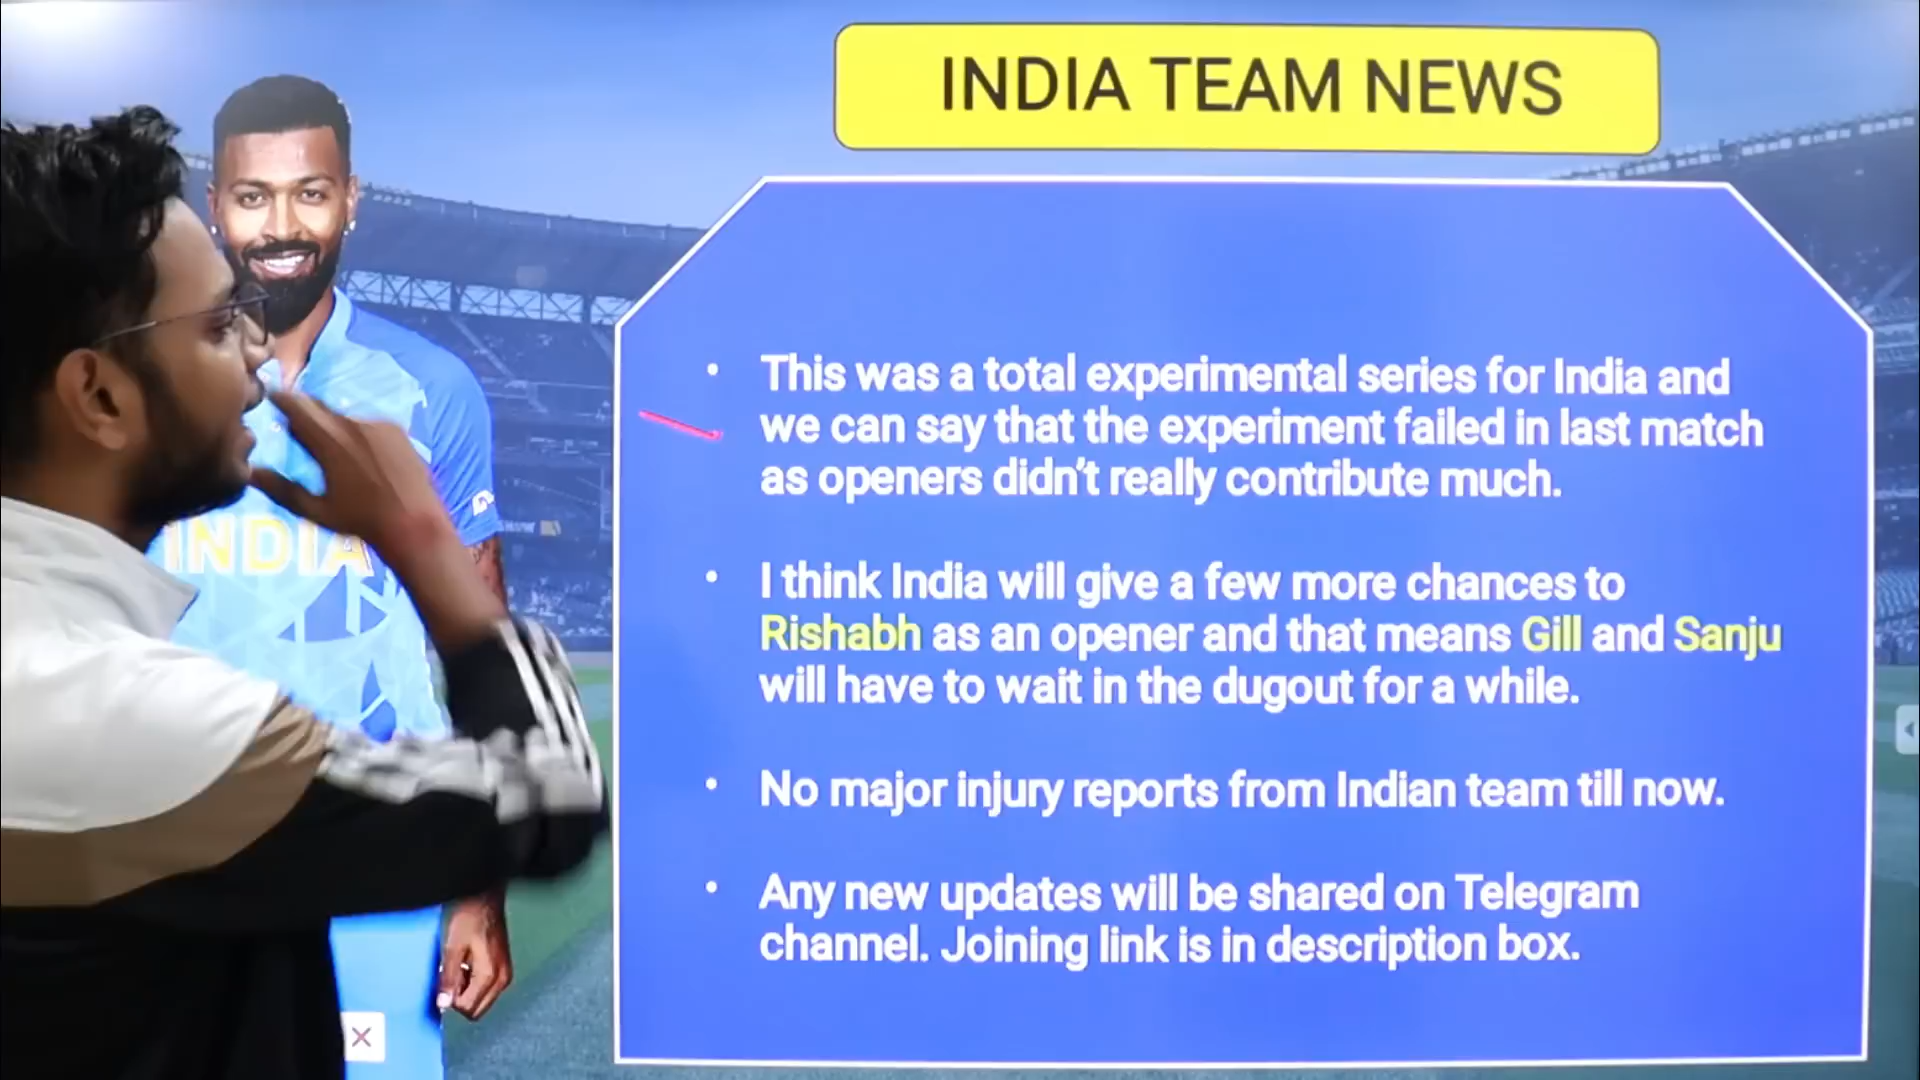 INDIA TEAM NEWS
INDIA
• This was a total experimental series for India and
we can say that the experiment failed in last match
as openers didn't really contribute much.
• I think India will give a few more chances to
Rishabh as an opener and that means Gill and Sanju
will have to wait in the dugout for a while.
• No major injury reports from Indian team till now.
• Any new updates will be shared on Telegram
channel. Joining link is in description box.